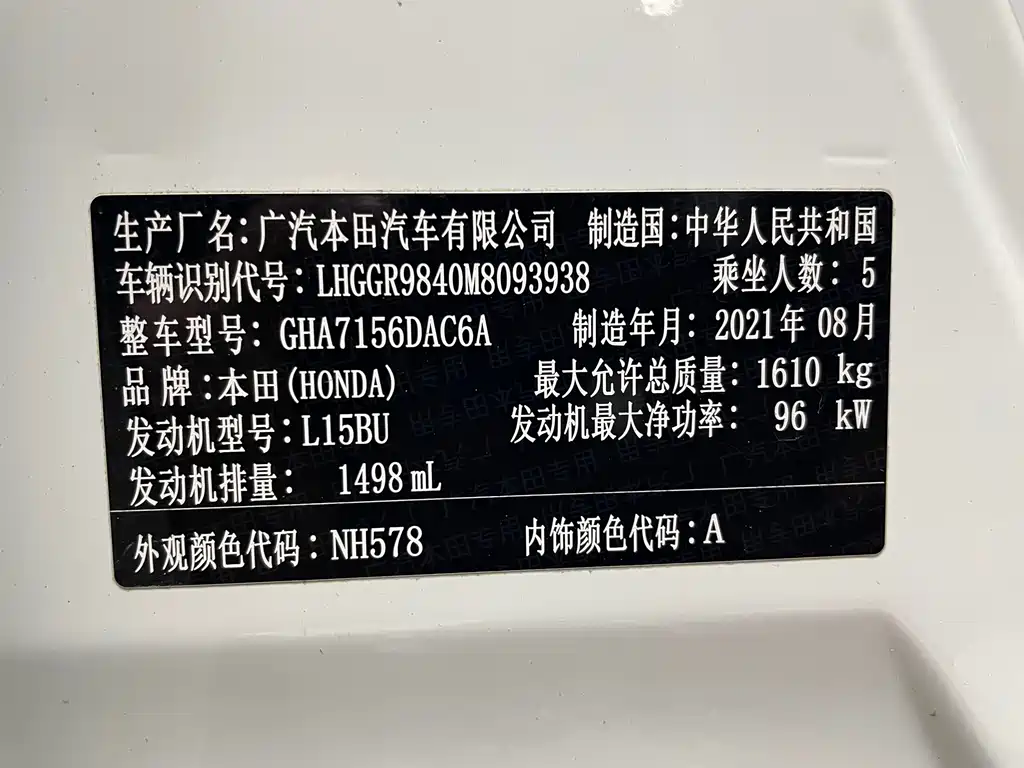 生产厂名:广汽本田汽车有限公司 制造国:中华人民共和国
车辆识别代号:LHGGR9840M8093938 乘坐人数:5
整车型号:GHA7156DAC6A 制造年月:2021年08月
品牌:本田(HONDA) 最大允许总质量:1610 kg
发动机型号:L15BU 发动机最大净功率: 96 kW
发动机排量: 1498 mL
外观颜色代码:NH578 内饰颜色代码:A